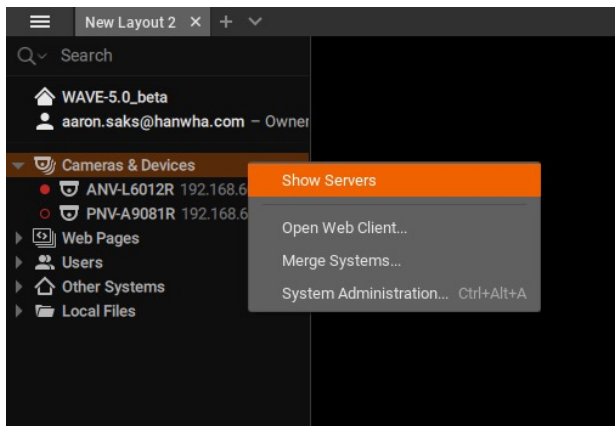 New Layout 2
Search
WAVE-5.0_beta
aaron.saks@hanwha.com – Owner
Cameras & Devices
ANV-L6012R 192.168.6
PNV-A9081R 192.168.6
Web Pages
Users
Other Systems
Local Files
Show Servers
Open Web Client...
Merge Systems...
System Administration... Ctrl+Alt+A